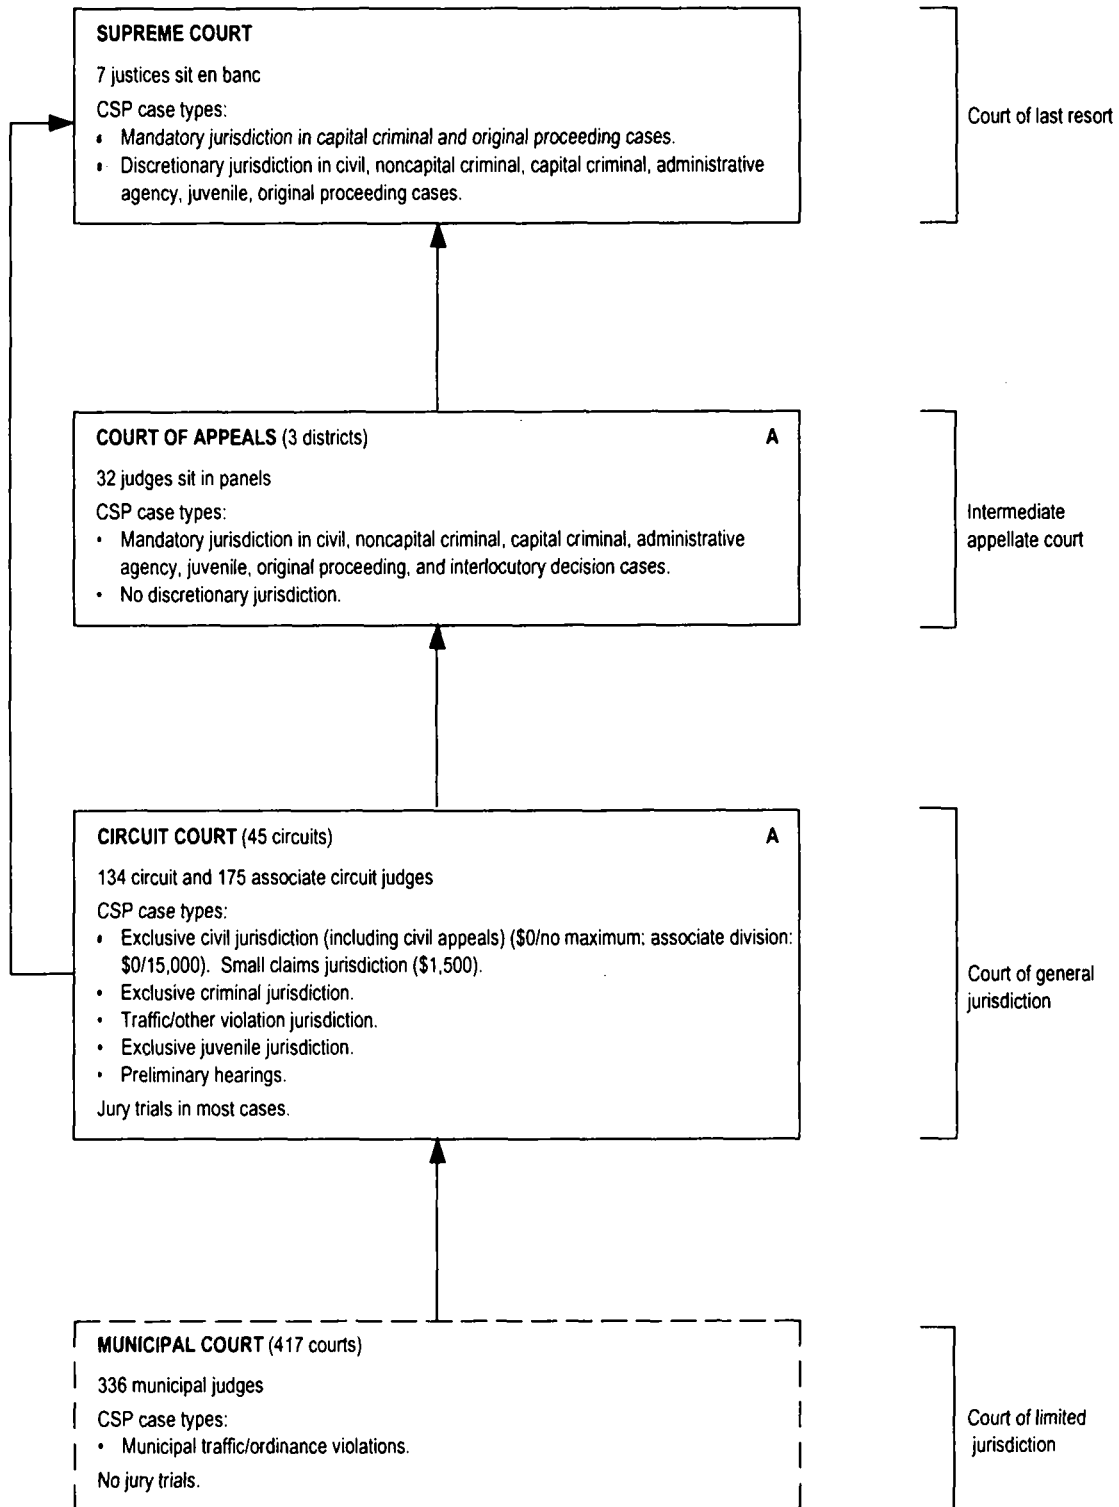 SUPREME COURT
7 justices sit en banc
CSP case types:
• Mandatory jurisdiction in capital criminal and original proceeding cases.
• Discretionary jurisdiction in civil, noncapital criminal, capital criminal, administrative
agency, juvenile, original proceeding cases.
Court of last resort
COURT OF APPEALS (3 districts) A
32 judges sit in panels
CSP case types:
• Mandatory jurisdiction in civil, noncapital criminal, capital criminal, administrative
agency, juvenile, original proceeding, and interlocutory decision cases.
• No discretionary jurisdiction.
Intermediate
appellate court
CIRCUIT COURT (45 circuits) A
134 circuit and 175 associate circuit judges
CSP case types:
• Exclusive civil jurisdiction (including civil appeals) ($0/no maximum; associate division:
$0/15,000). Small claims jurisdiction ($1,500).
• Exclusive criminal jurisdiction.
• Traffic/other violation jurisdiction.
• Exclusive juvenile jurisdiction.
• Preliminary hearings.
Jury trials in most cases.
Court of general
jurisdiction
MUNICIPAL COURT (417 courts)
336 municipal judges
CSP case types:
• Municipal traffic/ordinance violations.
No jury trials.
Court of limited
jurisdiction